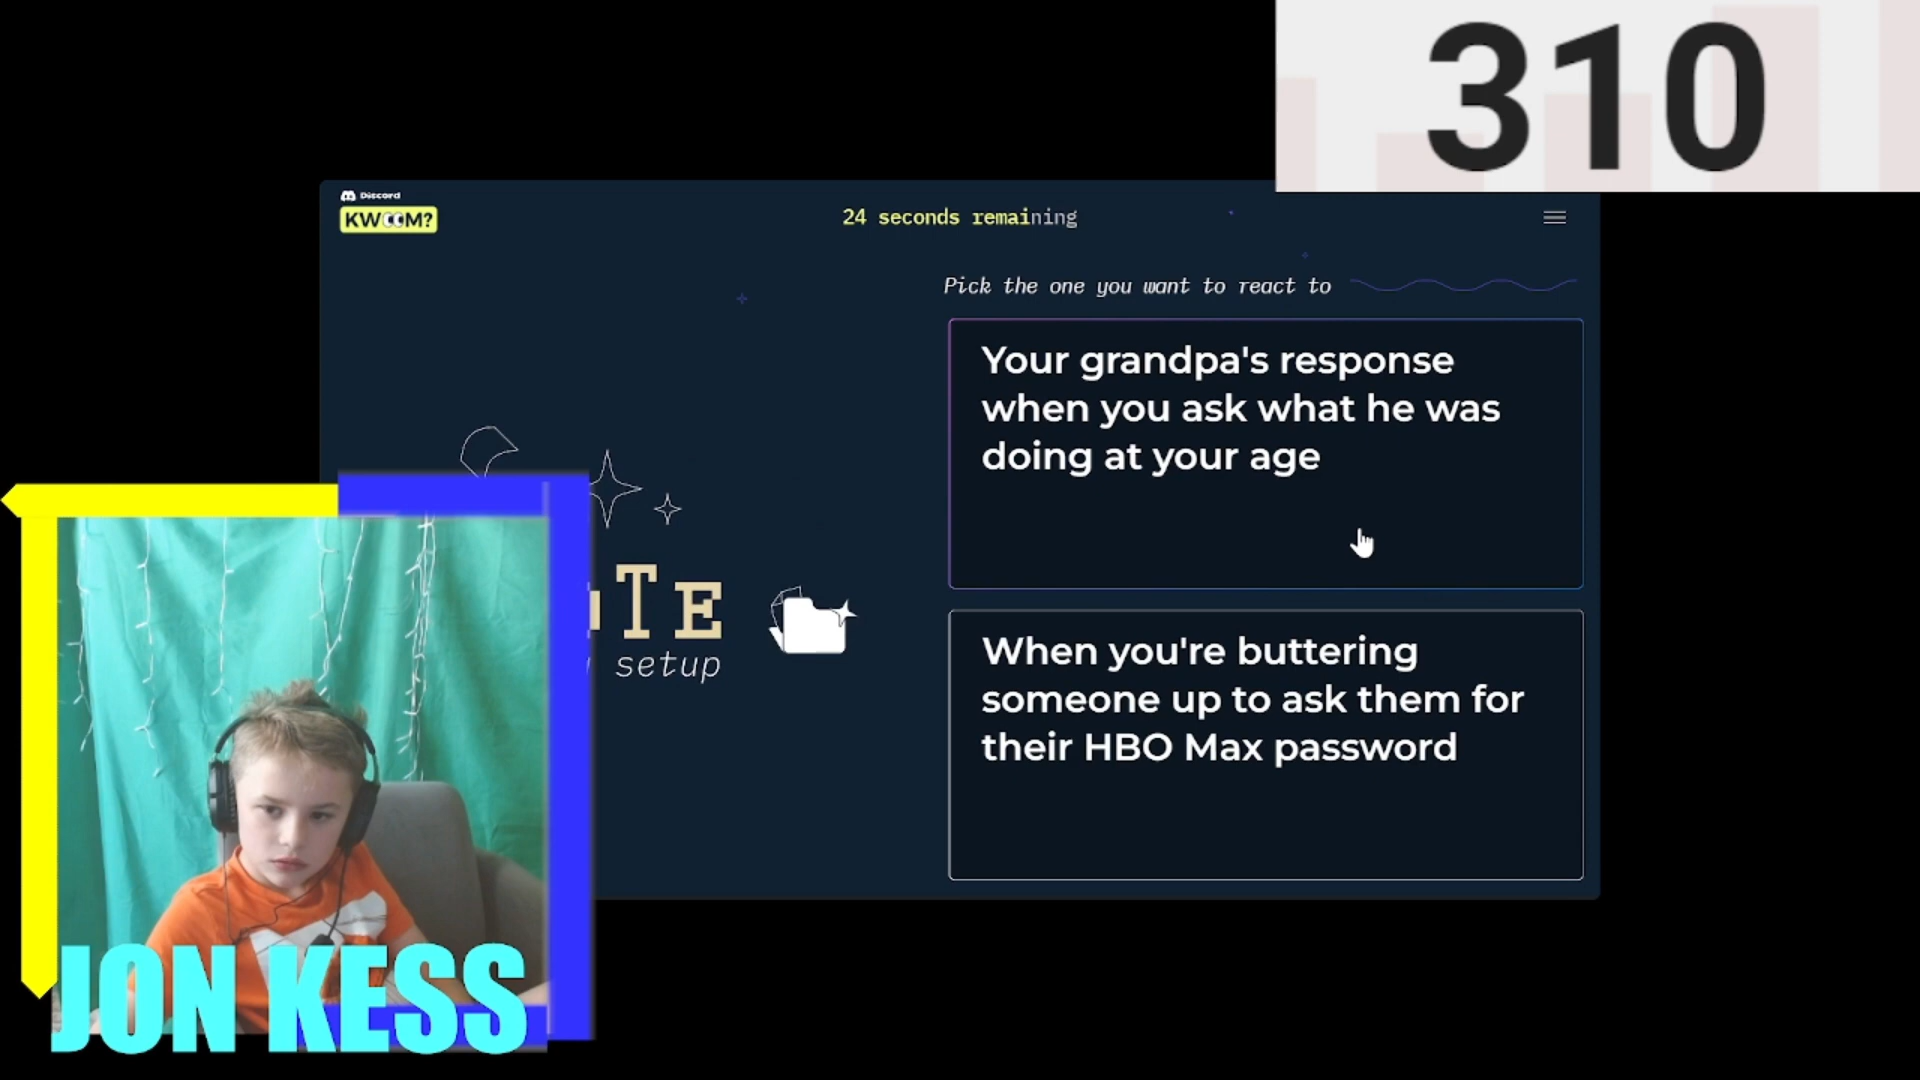 310
Discord
KWOOM?
24 seconds remaining
Pick the one you want to react to
Your grandpa's response
when you ask what he was
doing at your age
When you're buttering
someone up to ask them for
their HBO Max password
TE
setup
JON KESS